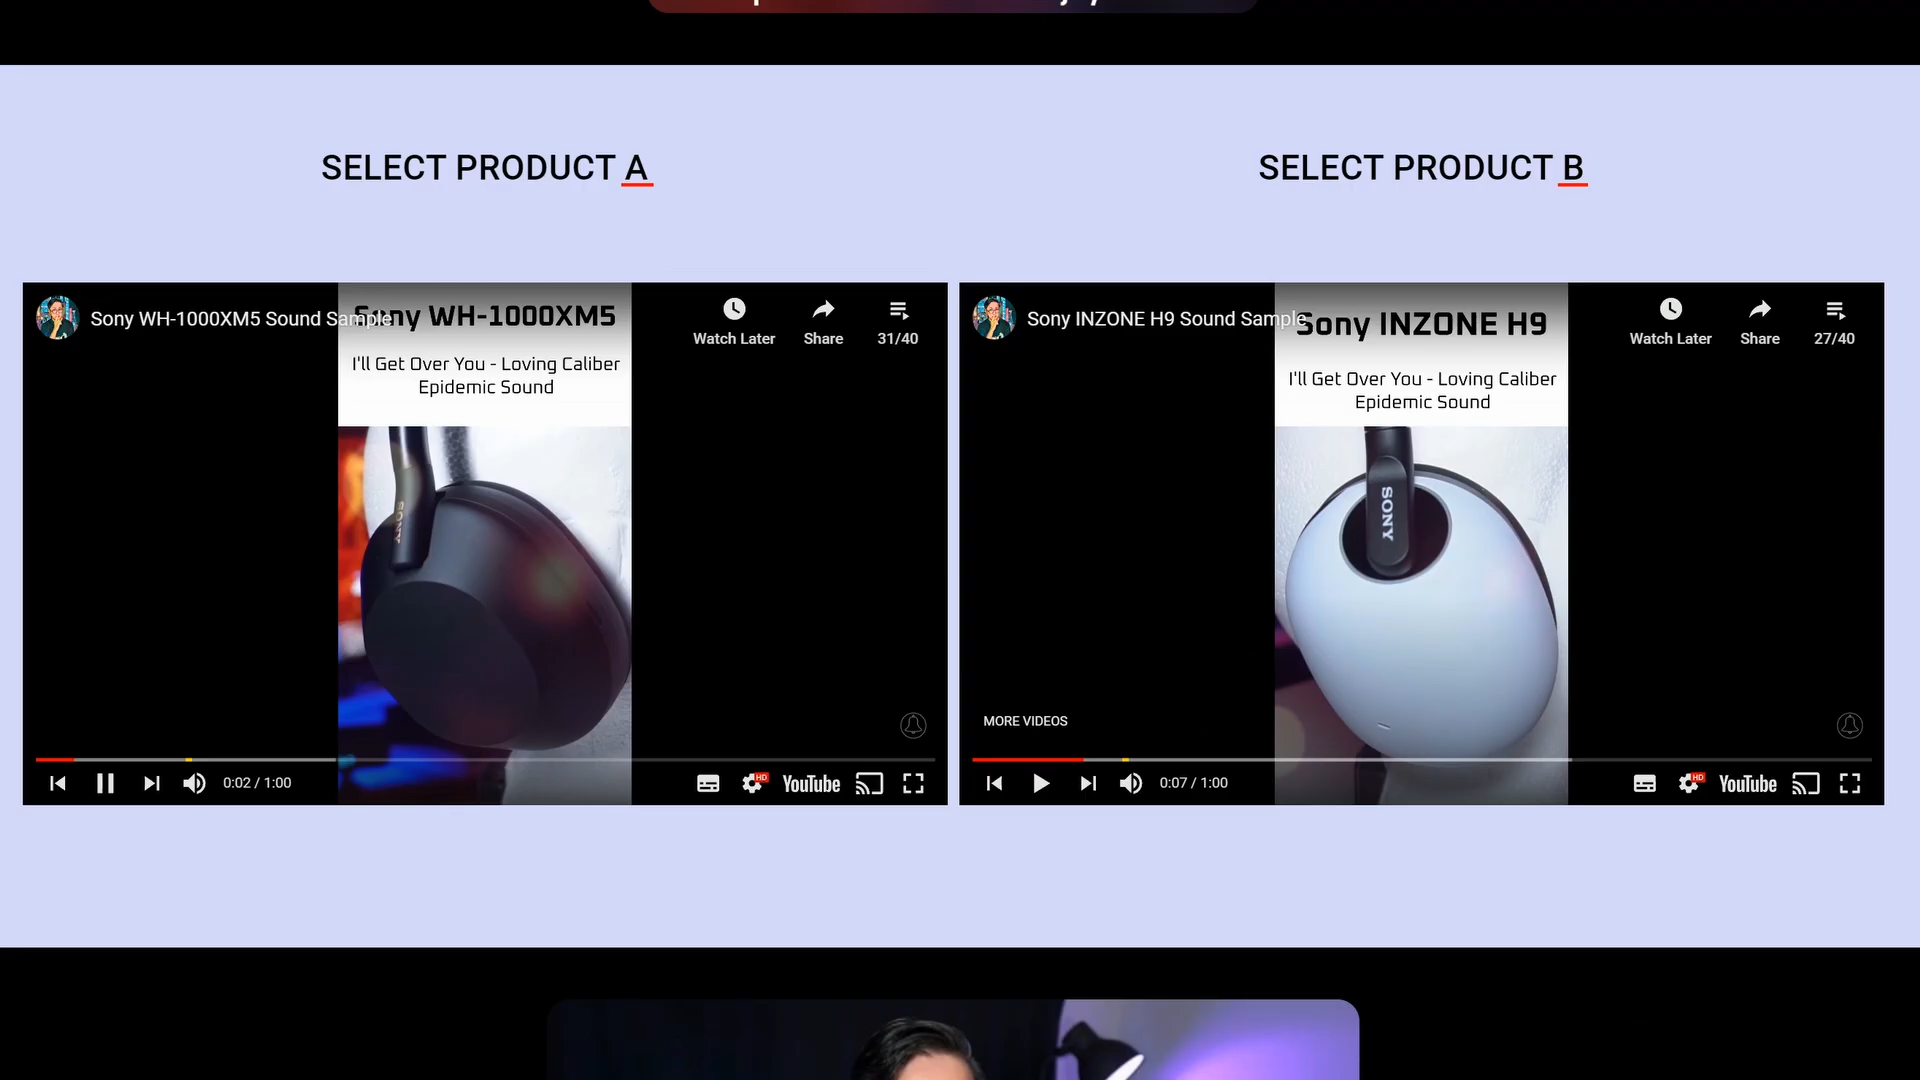 SELECT PRODUCT A
SELECT PRODUCT B
Sony WH-1000XM5 Sound Sample
Sony WH-1000XM5
I'll Get Over You - Loving Caliber
Epidemic Sound
Watch Later
Share
31/40
SONY
0:02 / 1:00
HD
YouTube
Sony INZONE H9 Sound Sample
Sony INZONE H9
I'll Get Over You - Loving Caliber
Epidemic Sound
Watch Later
Share
27/40
SONY
MORE VIDEOS
0:07 / 1:00
HD
YouTube